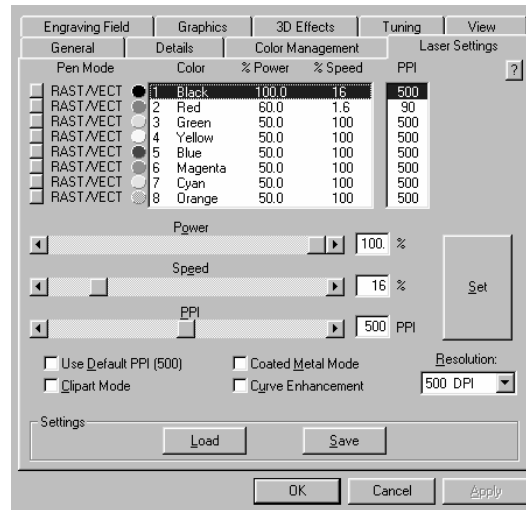 Engraving Field Graphics 3D Effects Tuning View
General Details Color Management Laser Settings
Pen Mode Color % Power % Speed PPI
?
RAST/VECT 1 Black 100.0 16 500
RAST/VECT 2 Red 60.0 1.6 90
RAST/VECT 3 Green 50.0 100 500
RAST/VECT 4 Yellow 50.0 100 500
RAST/VECT 5 Blue 50.0 100 500
RAST/VECT 6 Magenta 50.0 100 500
RAST/VECT 7 Cyan 50.0 100 500
RAST/VECT 8 Orange 50.0 100 500
Power
100. %
Speed
16 %
Set
PPI
500 PPI
Use Default PPI (500) Coated Metal Mode Resolution:
Clipart Mode Curve Enhancement 500 DPI
Settings
Load Save
OK Cancel Apply